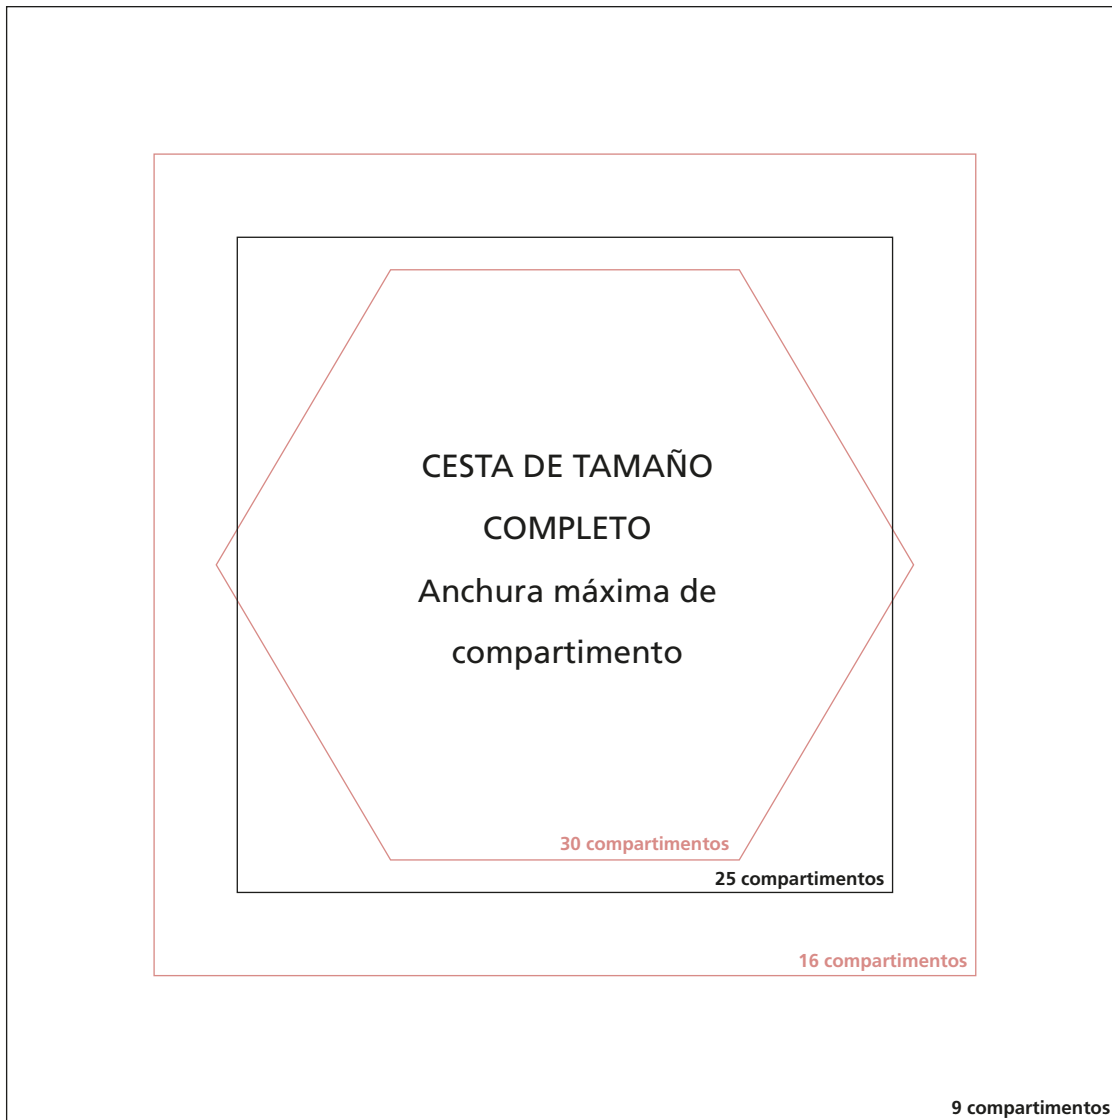 CESTA DE TAMAÑO
COMPLETO
Anchura máxima de
compartimento
30 compartimentos
25 compartimentos
16 compartimentos
9 compartimentos